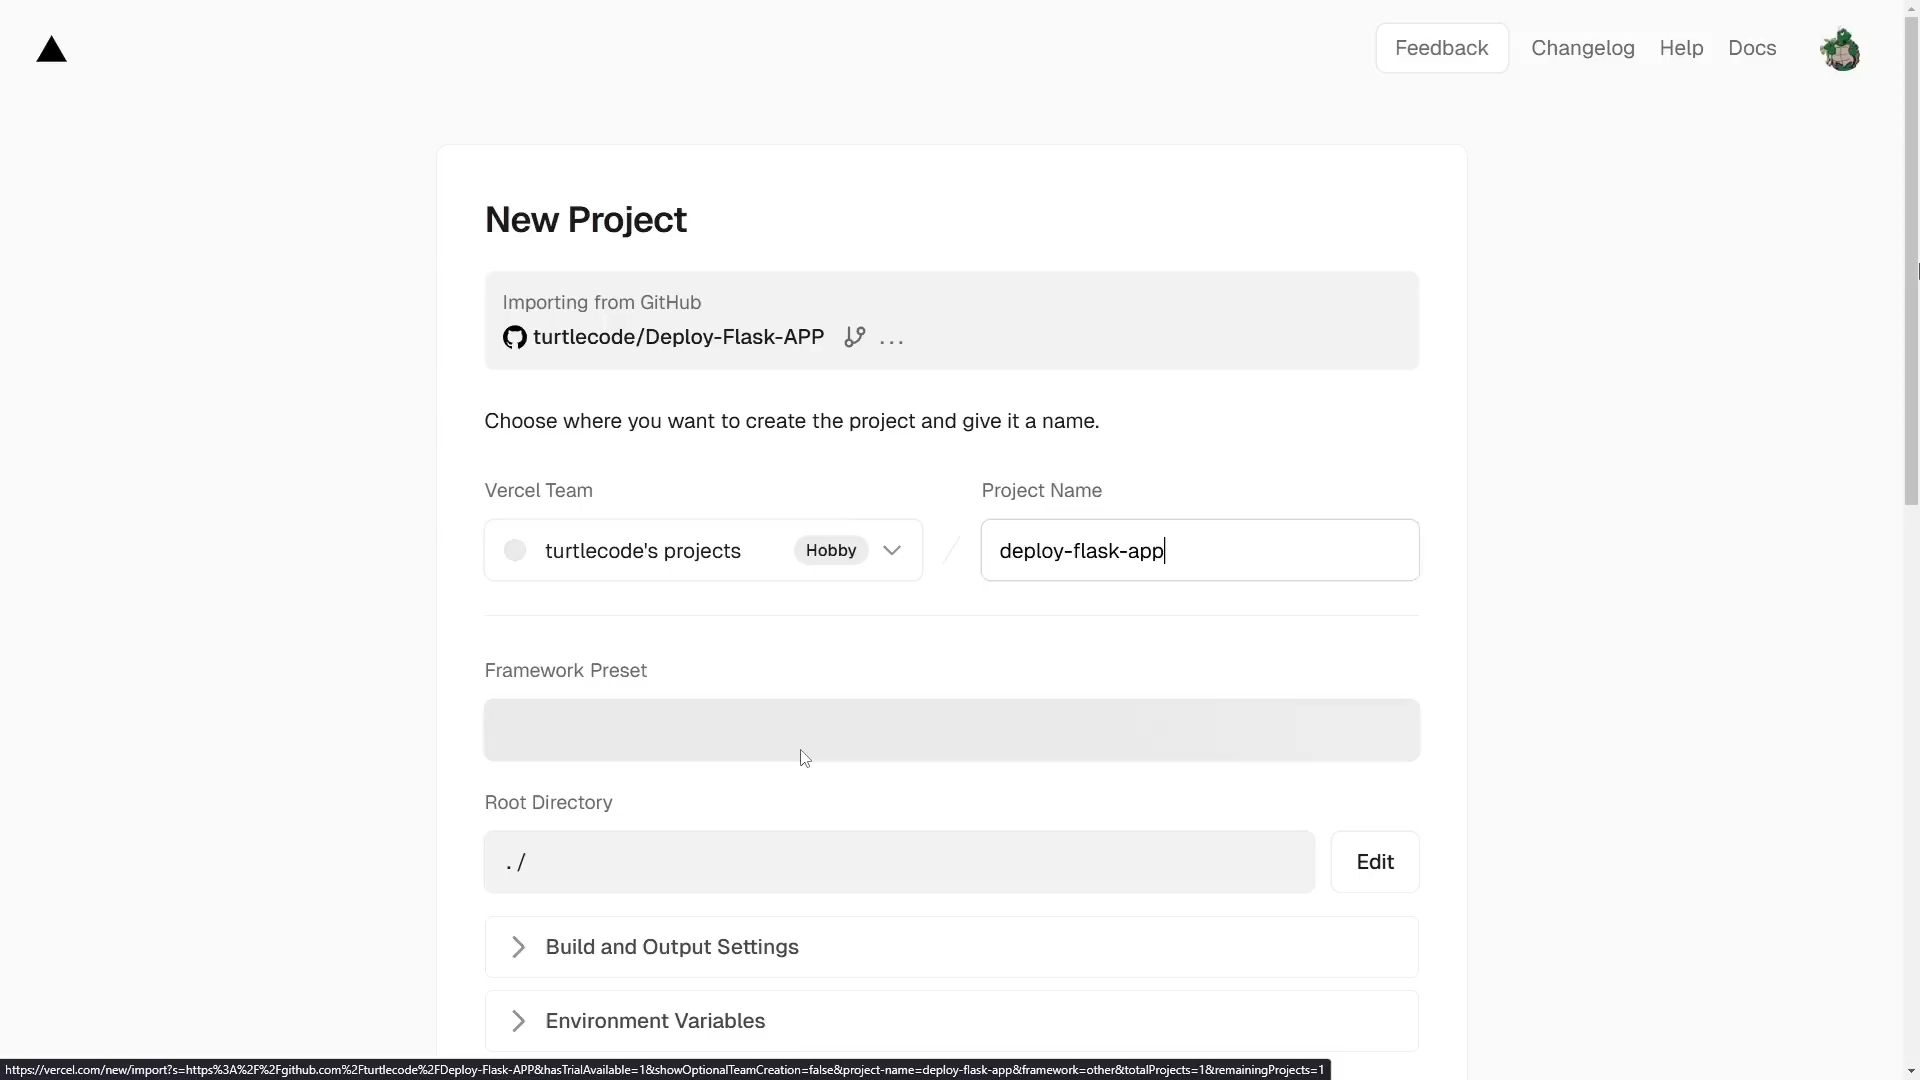 Feedback
Changelog
Help
Docs
New Project
Importing from GitHub
turtlecode/Deploy-Flask-APP ...
Choose where you want to create the project and give it a name.
Vercel Team
Project Name
turtlecode's projects
Hobby
deploy-flask-app
Framework Preset
Root Directory
./
Edit
Build and Output Settings
Environment Variables
https://vercel.com/new/import?s=https%3A%2F%2Fgithub.com%2Fturtlecode%2FDeploy-Flask-APP&hasTrialAvailable=1&showOptionalTeamCreation=false&project-name=deploy-flask-app&framework=other&totalProjects=1&remainingProjects=1